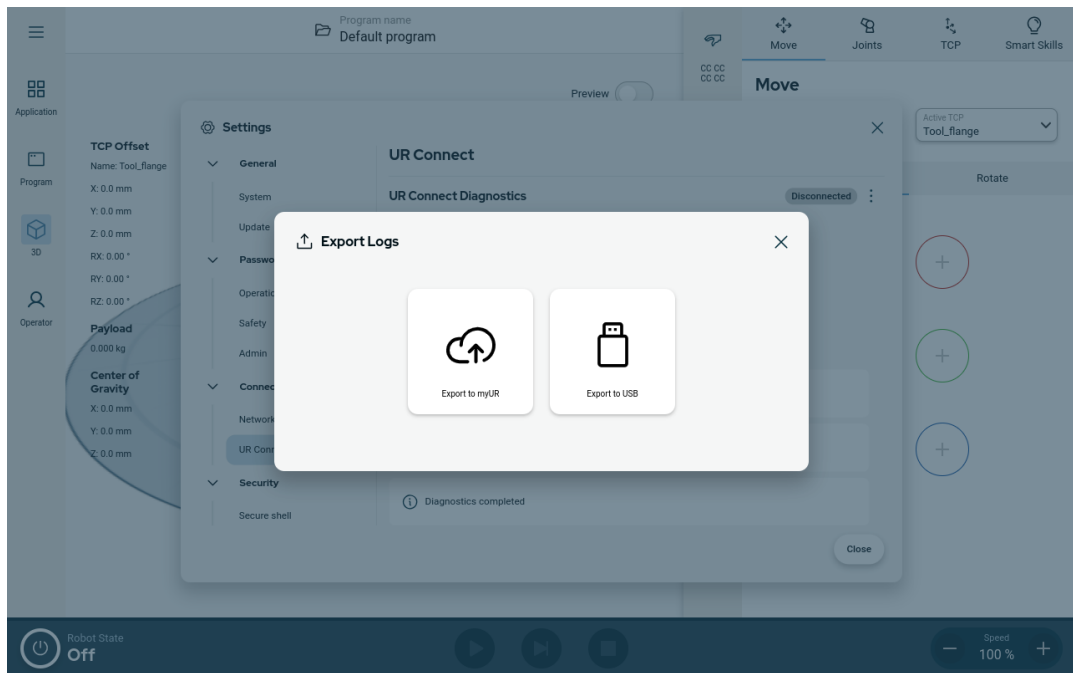 Program name
Default program
Move
Joints
TCP
Smart Skills
CC CC
CC CC
Move
Application
Preview
Active TCP
Tool_flange
Settings
TCP Offset
Name: Tool_flange
UR Connect
General
Program
Rotate
X: 0.0 mm
System
UR Connect Diagnostics
Disconnected
Y: 0.0 mm
Update
Z: 0.0 mm
3D
RX: 0.00 °
RY: 0.00 °
RZ: 0.00 °
Operator
Export Logs
Export to myUR
Export to USB
Safety
Admin
Payload
0.000 kg
Center of
Gravity
X: 0.0 mm
Y: 0.0 mm
Z: 0.0 mm
Network
Security
Secure shell
Diagnostics completed
Close
Robot State
Off
Speed
100 %